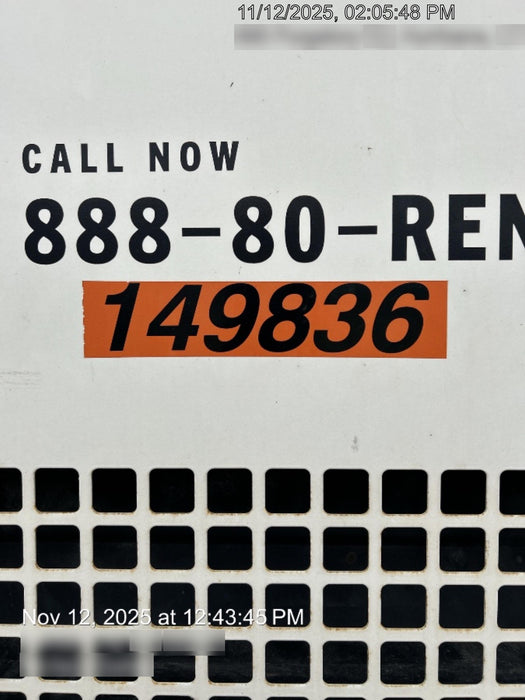 11/12/2025, 02:05:48 PM
CALL NOW
888-80-REN
149836
Nov 12, 2025 at 12:43:45 PM